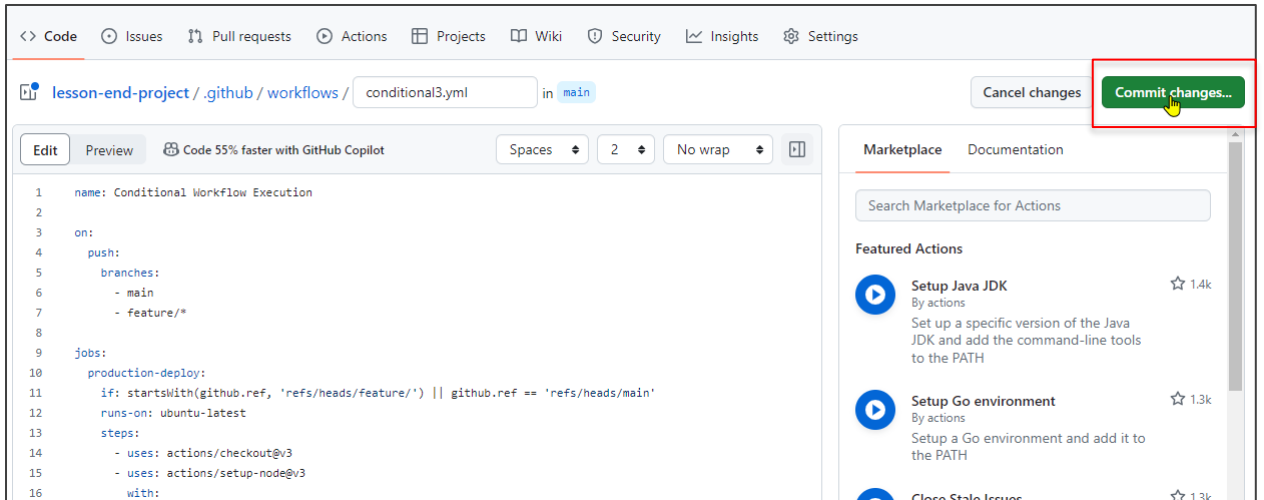 Code Issues Pull requests Actions Projects Wiki Security Insights Settings
lesson-end-project / .github / workflows / conditional3.yml in main
Cancel changes Commit changes...
Edit Preview Code 55% faster with GitHub Copilot Spaces 2 No wrap
1 name: Conditional Workflow Execution
2
3 on:
4 push:
5 branches:
6 - main
7 - feature/*
8
9 jobs:
10 production-deploy:
11 if: startsWith(github.ref, 'refs/heads/feature/') || github.ref == 'refs/heads/main'
12 runs-on: ubuntu-latest
13 steps:
14 - uses: actions/checkout@v3
15 - uses: actions/setup-node@v3
16 with:
Marketplace Documentation
Search Marketplace for Actions
Featured Actions
Setup Java JDK 1.4k
By actions
Set up a specific version of the Java
JDK and add the command-line tools
to the PATH
Setup Go environment 1.3k
By actions
Setup a Go environment and add it to
the PATH
Close Stale Issues 1.3k